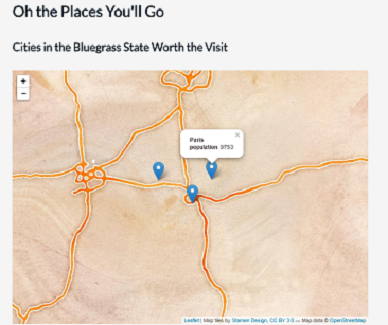 Oh the Places You'll Go
Cities in the Bluegrass State Worth the Visit
+
−
×
Paris
population: 9753
Leaflet | Map tiles by Stamen Design, CC BY 3.0 — Map data © OpenStreetMap